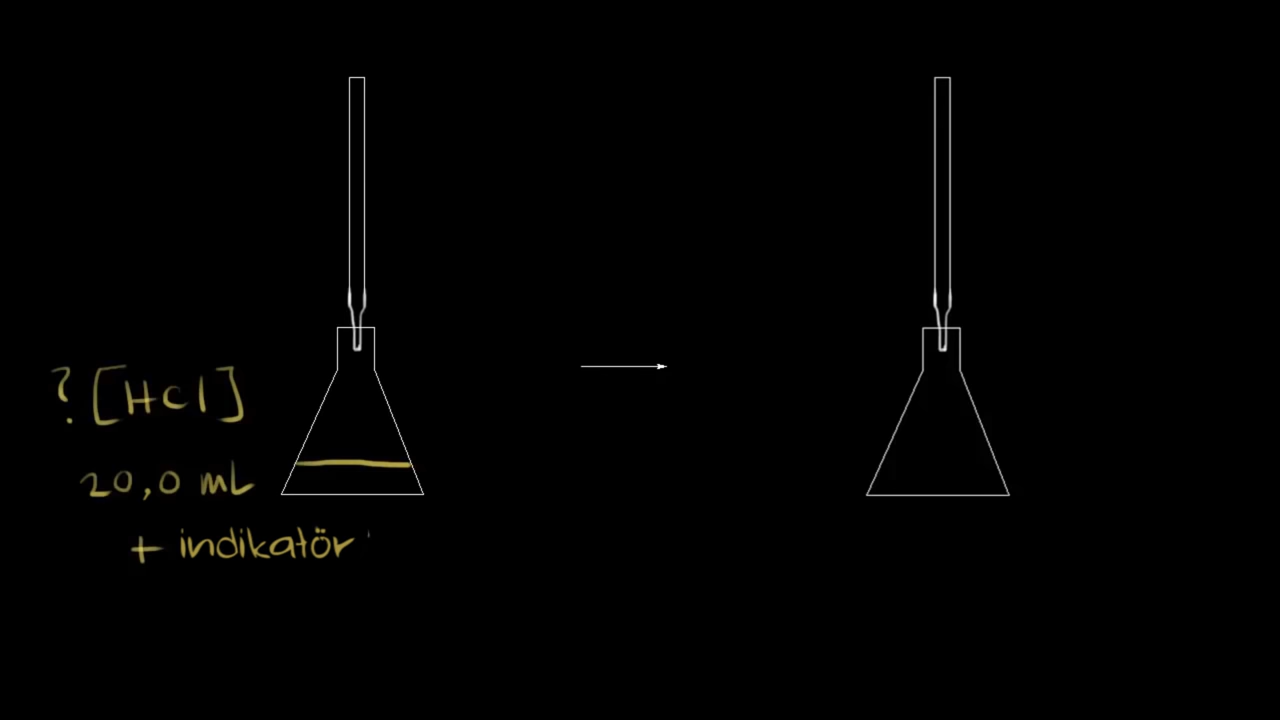 ? [HCl]
20,0 mL
+ indikatör